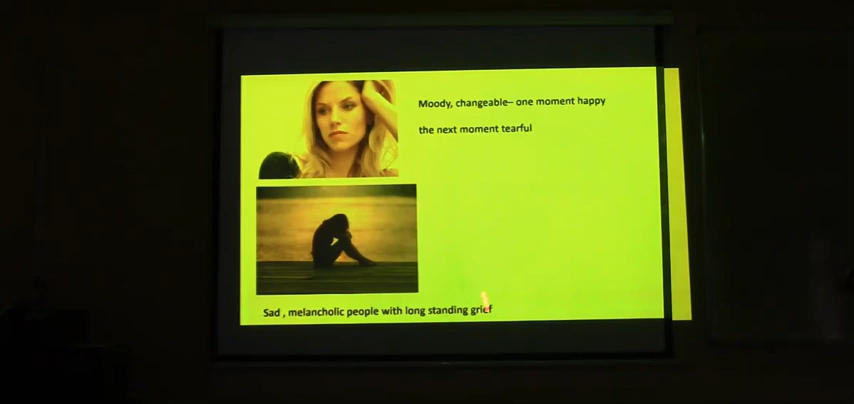 Moody, changeable– one moment happy
the next moment tearful
Sad , melancholic people with long standing grief